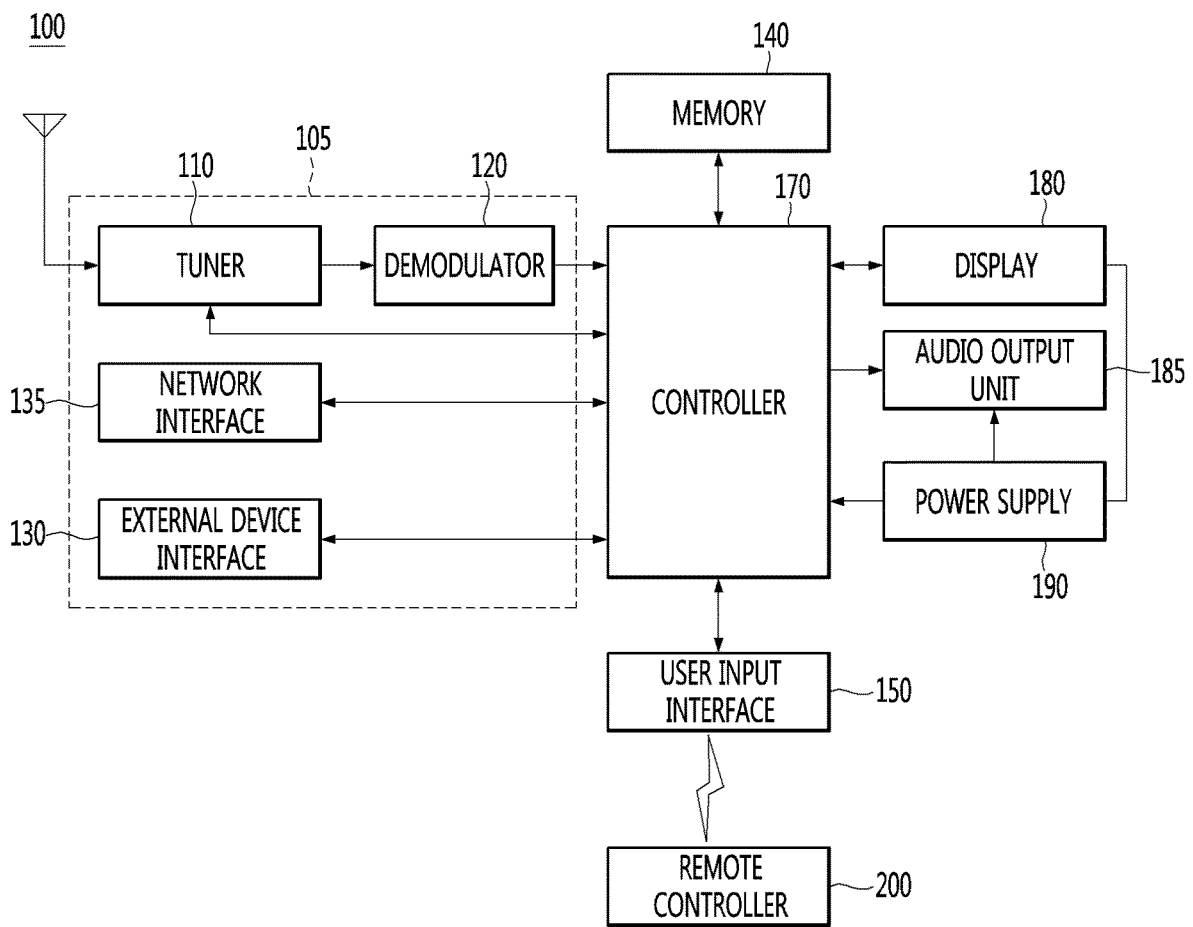 100
140
MEMORY
105
110
120
170
180
TUNER
DEMODULATOR
DISPLAY
AUDIO OUTPUT
UNIT
185
135
NETWORK
INTERFACE
CONTROLLER
POWER SUPPLY
190
130
EXTERNAL DEVICE
INTERFACE
USER INPUT
INTERFACE
150
REMOTE
CONTROLLER
200